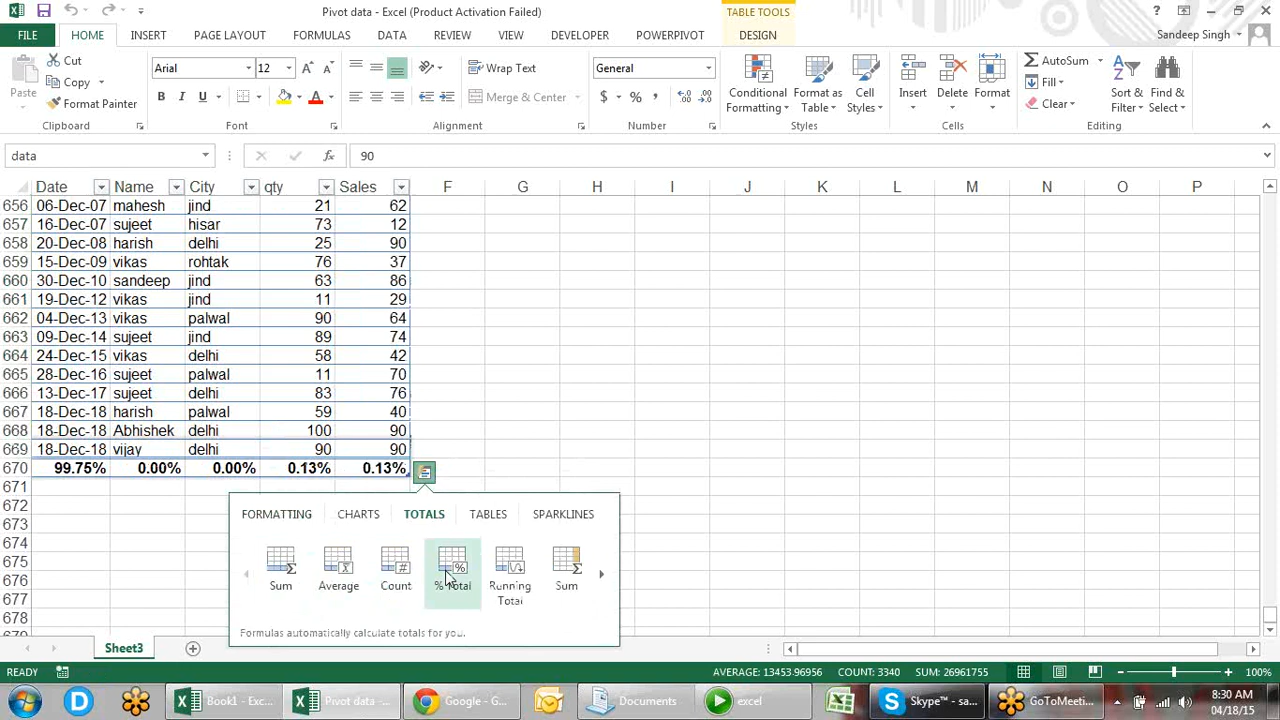 Pivot data - Excel (Product Activation Failed)
TABLE TOOLS
FILE HOME INSERT PAGE LAYOUT FORMULAS DATA REVIEW VIEW DEVELOPER POWERPIVOT DESIGN
Sandeep Singh
Paste
Cut
Copy
Format Painter
Clipboard
Arial 12
B I U
Font
Wrap Text
Merge & Center
Alignment
General
$ % ,
Number
Conditional Formatting
Format as Table
Cell Styles
Styles
Insert
Delete
Format
Cells
AutoSum
Fill
Clear
Sort & Filter
Find & Select
Editing
data fx 90
Date Name City qty Sales F G H I J K L M N O P
656 06-Dec-07 mahesh jind 21 62
657 16-Dec-07 sujeet hisar 73 12
658 20-Dec-08 harish delhi 25 90
659 15-Dec-09 vikas rohtak 76 37
660 30-Dec-10 sandeep jind 63 86
661 19-Dec-12 vikas jind 11 29
662 04-Dec-13 vikas palwal 90 64
663 09-Dec-14 sujeet jind 89 74
664 24-Dec-15 vikas delhi 58 42
665 28-Dec-16 sujeet palwal 11 70
666 13-Dec-17 sujeet delhi 83 76
667 18-Dec-18 harish palwal 59 40
668 18-Dec-18 Abhishek delhi 100 90
669 18-Dec-18 vijay delhi 90 90
670 99.75% 0.00% 0.00% 0.13% 0.13%
671
672
673
674
675
676
677
678
FORMATTING CHARTS TOTALS TABLES SPARKLINES
Sum Average Count % Total Running Total Sum
Formulas automatically calculate totals for you.
Sheet3
READY AVERAGE: 13453.96956 COUNT: 3340 SUM: 26961755 100%
Book1 - Exc...
Pivot data -...
Google - G...
Documents
excel
Skype™ - sa...
GoToMeeti...
8:30 AM
04/18/15